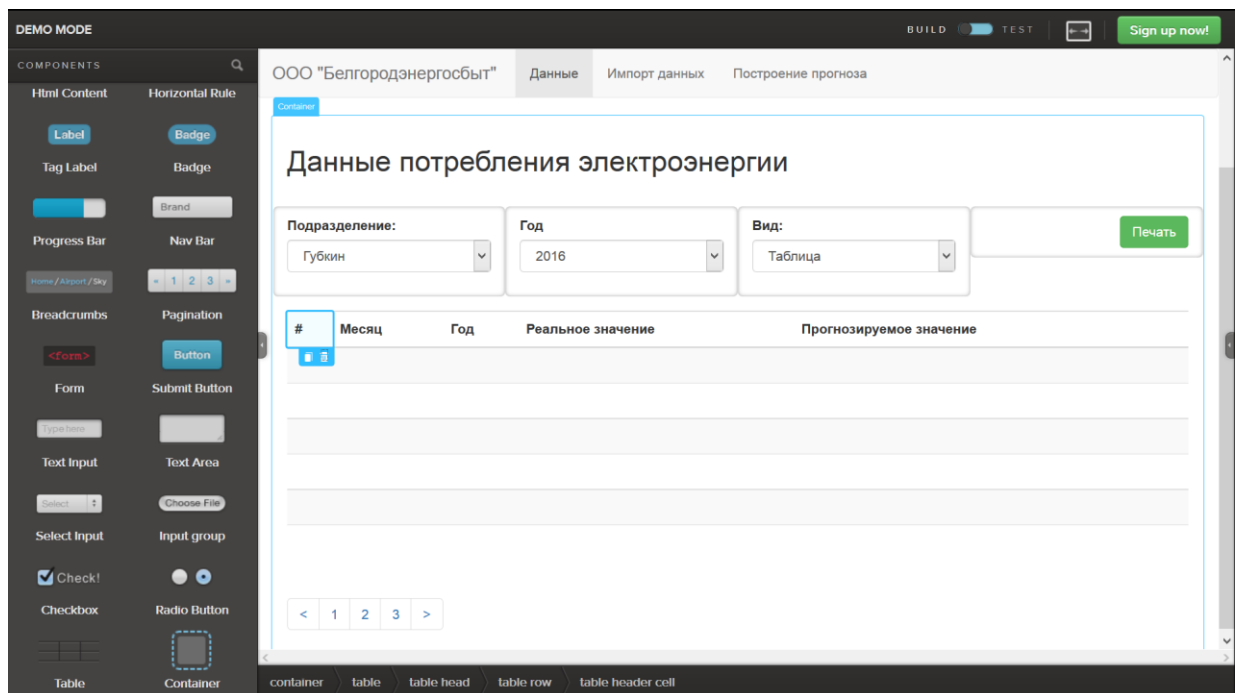 DEMO MODE
BUILD TEST Sign up now!
COMPONENTS
Html Content Horizontal Rule
Label Badge
Tag Label Badge
Brand
Progress Bar Nav Bar
Home / Airport / Sky « 1 2 3 »
Breadcrumbs Pagination
<form> Button
Form Submit Button
Type here
Text Input Text Area
Select Choose File
Select Input Input group
Check!
Checkbox Radio Button
Table Container
ООО "Белгородэнергосбыт" Данные Импорт данных Построение прогноза
Container
Данные потребления электроэнергии
Подразделение: Год Вид:
Губкин 2016 Таблица Печать
# Месяц Год Реальное значение Прогнозируемое значение
< 1 2 3 >
container table table head table row table header cell